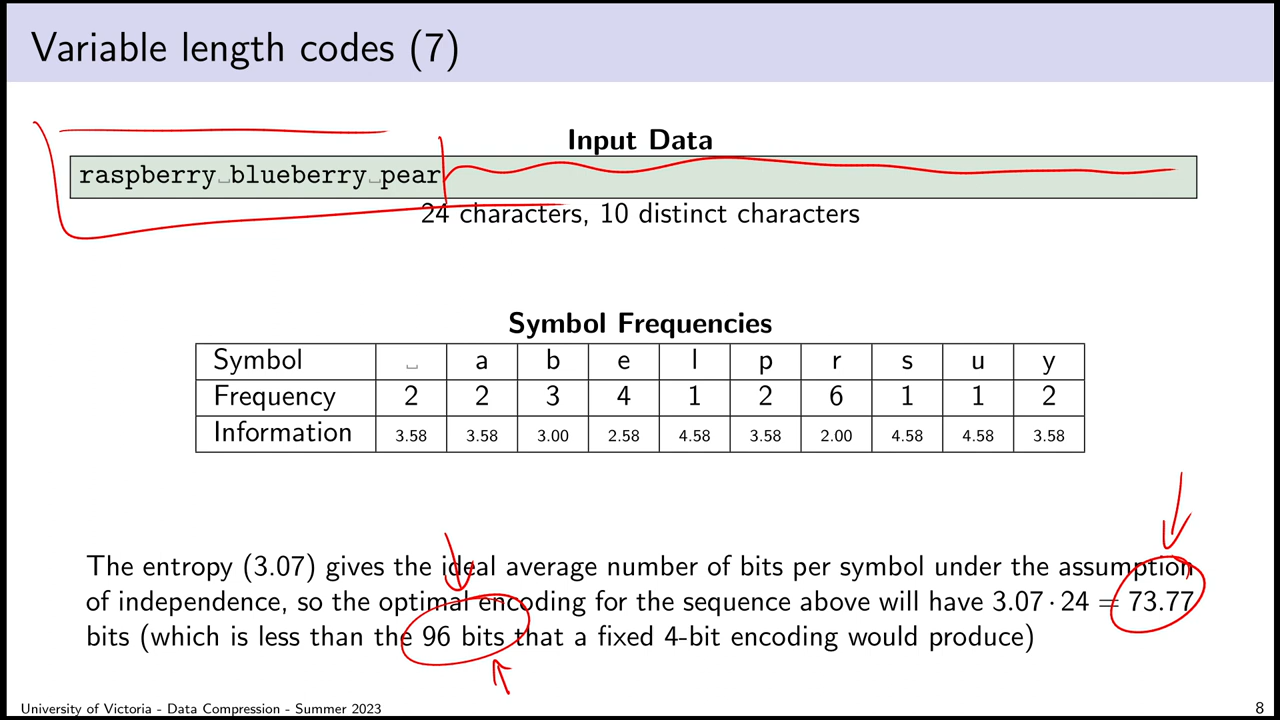 Variable length codes (7)
Input Data
raspberry␣blueberry␣pear
24 characters, 10 distinct characters
Symbol Frequencies
Symbol ␣ a b e l p r s u y
Frequency 2 2 3 4 1 2 6 1 1 2
Information 3.58 3.58 3.00 2.58 4.58 3.58 2.00 4.58 4.58 3.58
The entropy (3.07) gives the ideal average number of bits per symbol under the assumption
of independence, so the optimal encoding for the sequence above will have 3.07 · 24 = 73.77
bits (which is less than the 96 bits that a fixed 4-bit encoding would produce)
University of Victoria - Data Compression - Summer 2023 8